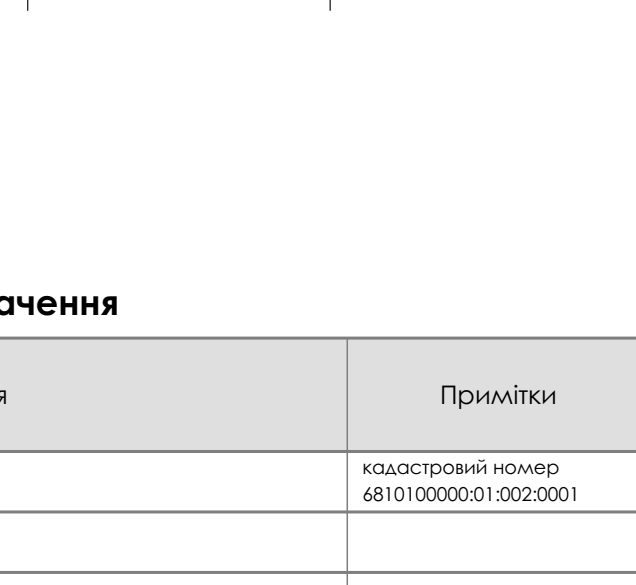 ачення
я
Примітки
кадастровий номер
6810100000:01:002:0001